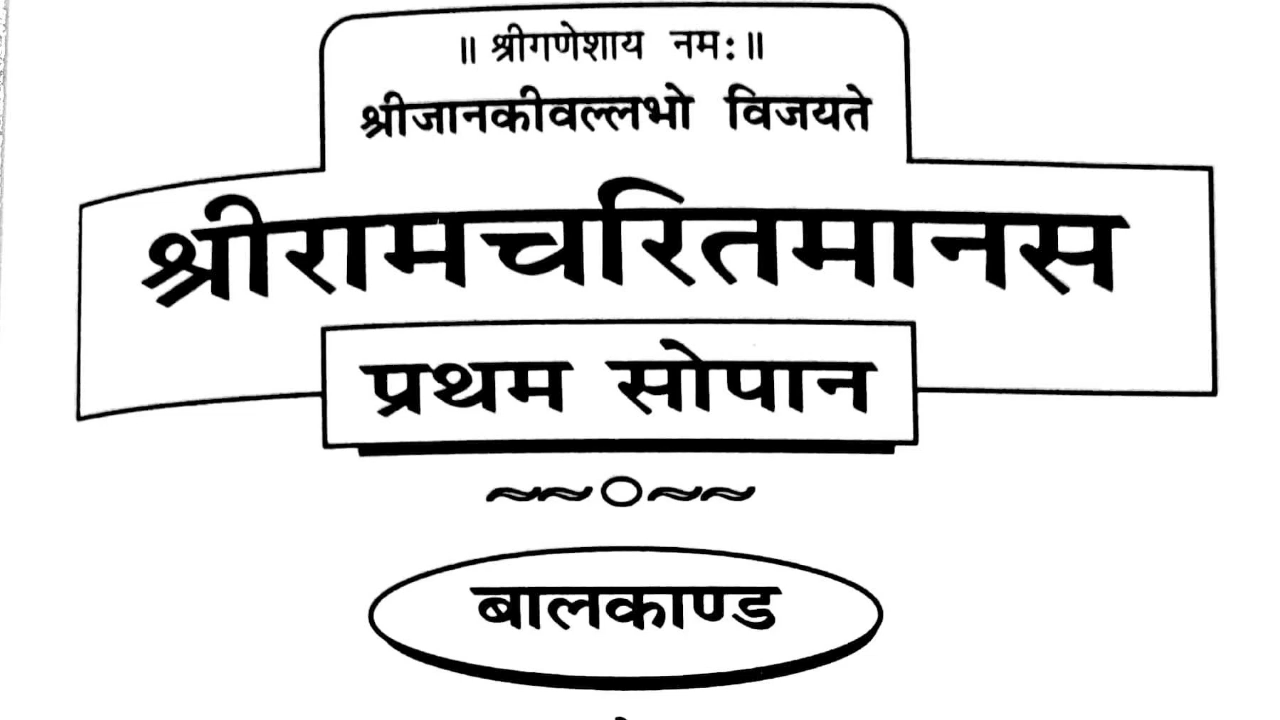 ॥ श्रीगणेशाय नमः॥
श्रीजानकीवल्लभो विजयते
श्रीरामचरितमानस
प्रथम सोपान
बालकाण्ड